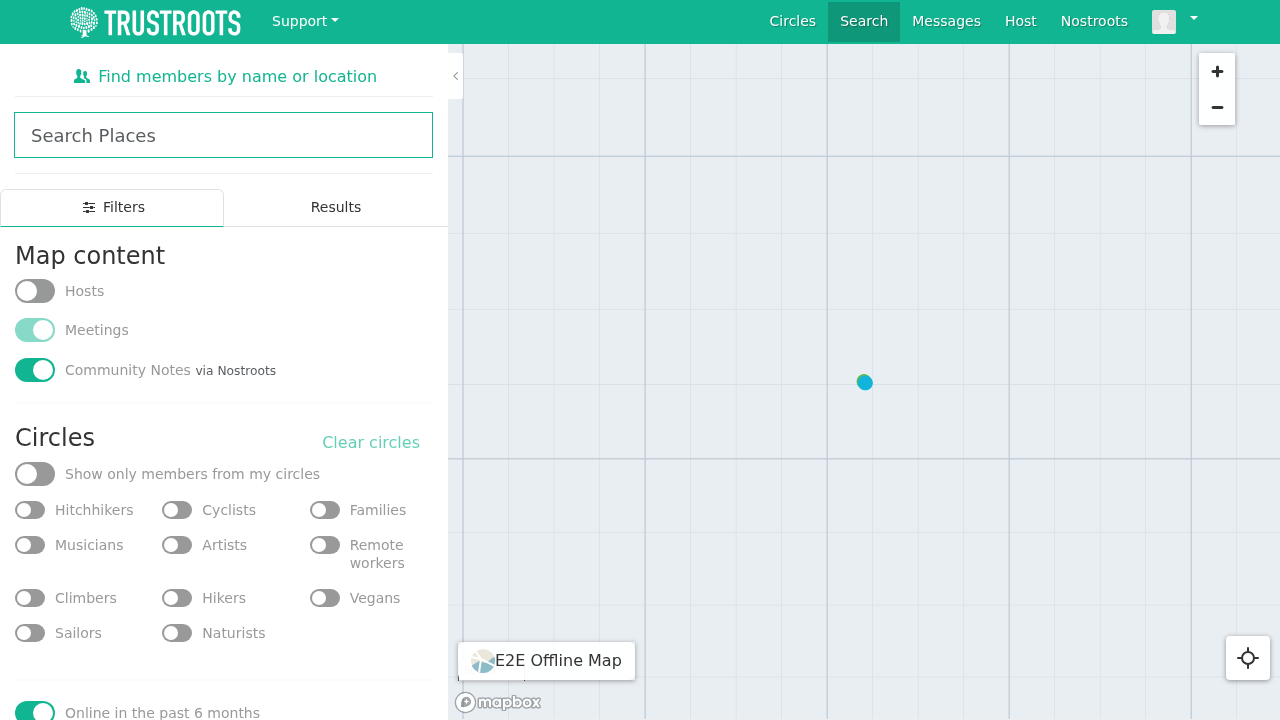 TRUSTROOTS
Support
Circles
Search
Messages
Host
Nostroots
Find members by name or location
Search Places
Filters
Results
Map content
Hosts
Meetings
Community Notes via Nostroots
Circles
Clear circles
Show only members from my circles
Hitchhikers
Cyclists
Families
Musicians
Artists
Remote
workers
Climbers
Hikers
Vegans
Sailors
Naturists
Online in the past 6 months
E2E Offline Map
mapbox